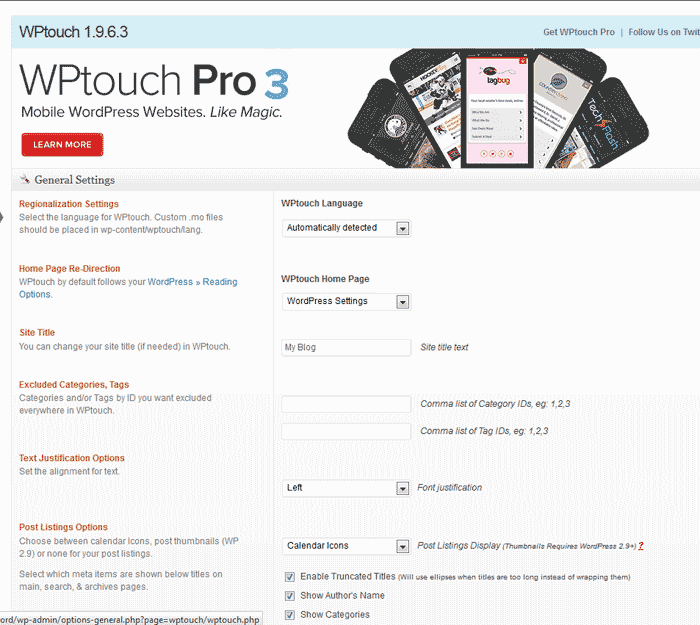 WPtouch 1.9.6.3
Get WPtouch Pro | Follow Us on Twit
WPtouch Pro 3
Mobile WordPress Websites. Like Magic.
LEARN MORE
tagbug
General Settings
Regionalization Settings
Select the language for WPtouch. Custom .mo files
should be placed in wp-content/wptouch/lang.
WPtouch Language
Automatically detected
Home Page Re-Direction
WPtouch by default follows your WordPress » Reading
Options.
WPtouch Home Page
WordPress Settings
Site Title
You can change your site title (if needed) in WPtouch.
My Blog
Site title text
Excluded Categories, Tags
Categories and/or Tags by ID you want excluded
everywhere in WPtouch.
Comma list of Category IDs, eg: 1,2,3
Comma list of Tag IDs, eg: 1,2,3
Text Justification Options
Set the alignment for text.
Left
Font justification
Post Listings Options
Choose between calendar Icons, post thumbnails (WP
2.9) or none for your post listings.
Select which meta items are shown below titles on
main, search, & archives pages.
Calendar Icons
Post Listings Display (Thumbnails Requires WordPress 2.9+) ?
Enable Truncated Titles (Will use ellipses when titles are too long instead of wrapping them)
Show Author's Name
Show Categories
ord/wp-admin/options-general.php?page=wptouch/wptouch.php